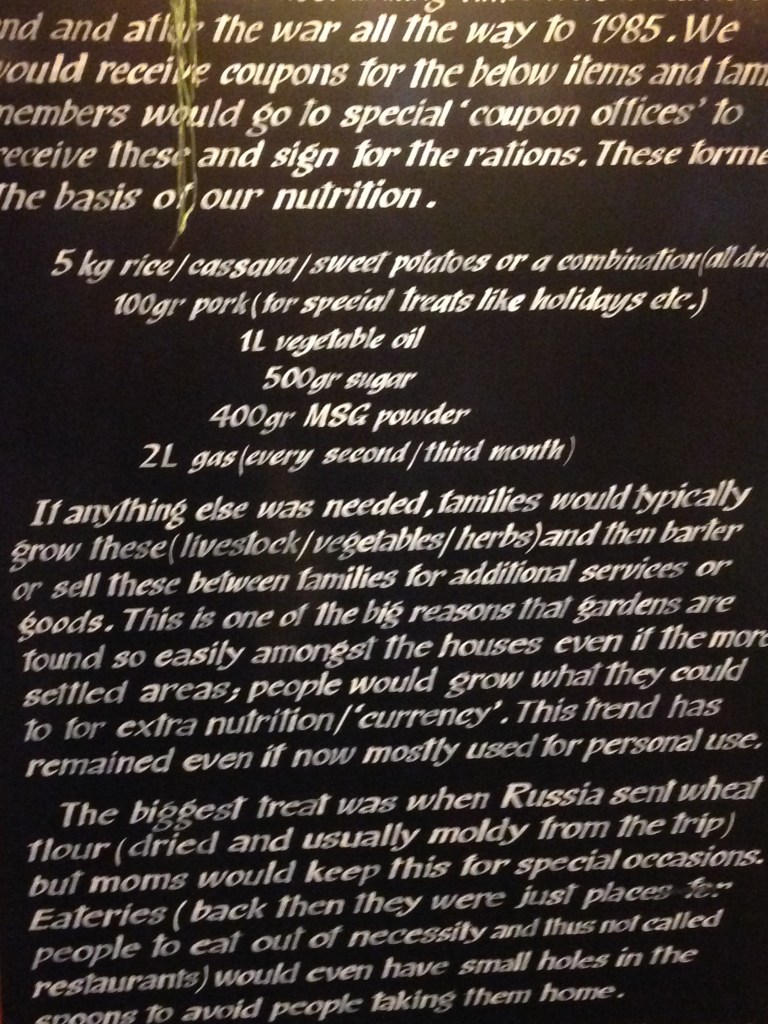 and after the war all the way to 1985. We
would receive coupons for the below items and fam
members would go to special 'coupon offices' to
receive these and sign for the rations. These forme
the basis of our nutrition.
5 kg rice/cassava/sweet potatoes or a combination(all dri
100gr pork(for special treats like holidays etc.)
1L vegetable oil
500gr sugar
400gr MSG powder
2L gas(every second/third month)
If anything else was needed, families would typically
grow these(livestock/vegetables/herbs)and then barter
or sell these between families for additional services or
goods. This is one of the big reasons that gardens are
found so easily amongst the houses even if the more
settled areas; people would grow what they could
to for extra nutrition/'currency'. This trend has
remained even if now mostly used for personal use.
The biggest treat was when Russia sent wheat
flour (dried and usually moldy from the trip)
but moms would keep this for special occasions.
Eateries (back then they were just places for
people to eat out of necessity and thus not called
restaurants) would even have small holes in the
spoons to avoid people taking them home.